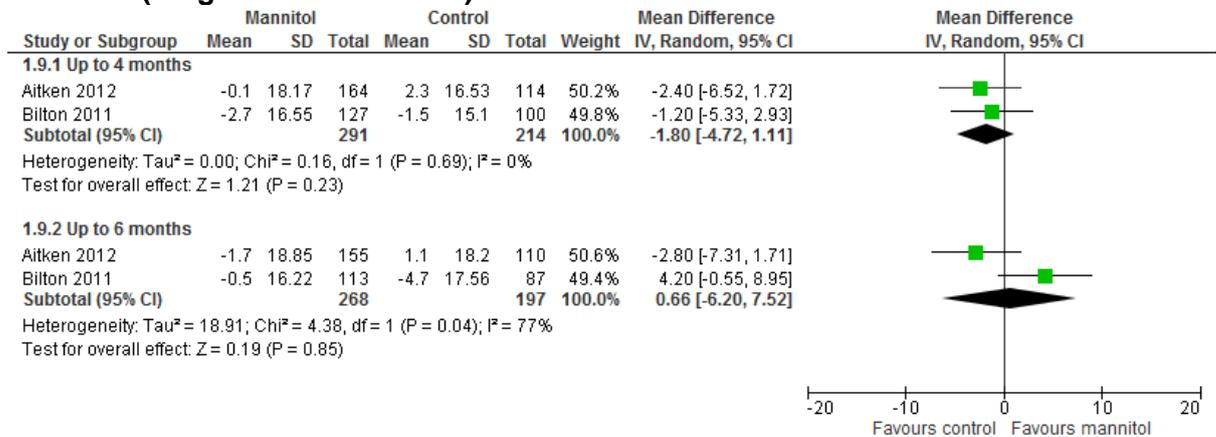 Mannitol Control Mean Difference Mean Difference
Study or Subgroup Mean SD Total Mean SD Total Weight IV, Random, 95% CI IV, Random, 95% CI
1.9.1 Up to 4 months
Aitken 2012 -0.1 18.17 164 2.3 16.53 114 50.2% -2.40 [-6.52, 1.72]
Bilton 2011 -2.7 16.55 127 -1.5 15.1 100 49.8% -1.20 [-5.33, 2.93]
Subtotal (95% CI) 291 214 100.0% -1.80 [-4.72, 1.11]
Heterogeneity: Tau² = 0.00; Chi² = 0.16, df = 1 (P = 0.69); I² = 0%
Test for overall effect: Z = 1.21 (P = 0.23)
1.9.2 Up to 6 months
Aitken 2012 -1.7 18.85 155 1.1 18.2 110 50.6% -2.80 [-7.31, 1.71]
Bilton 2011 -0.5 16.22 113 -4.7 17.56 87 49.4% 4.20 [-0.55, 8.95]
Subtotal (95% CI) 268 197 100.0% 0.66 [-6.20, 7.52]
Heterogeneity: Tau² = 18.91; Chi² = 4.38, df = 1 (P = 0.04); I² = 77%
Test for overall effect: Z = 0.19 (P = 0.85)
-20 -10 0 10 20
Favours control Favours mannitol